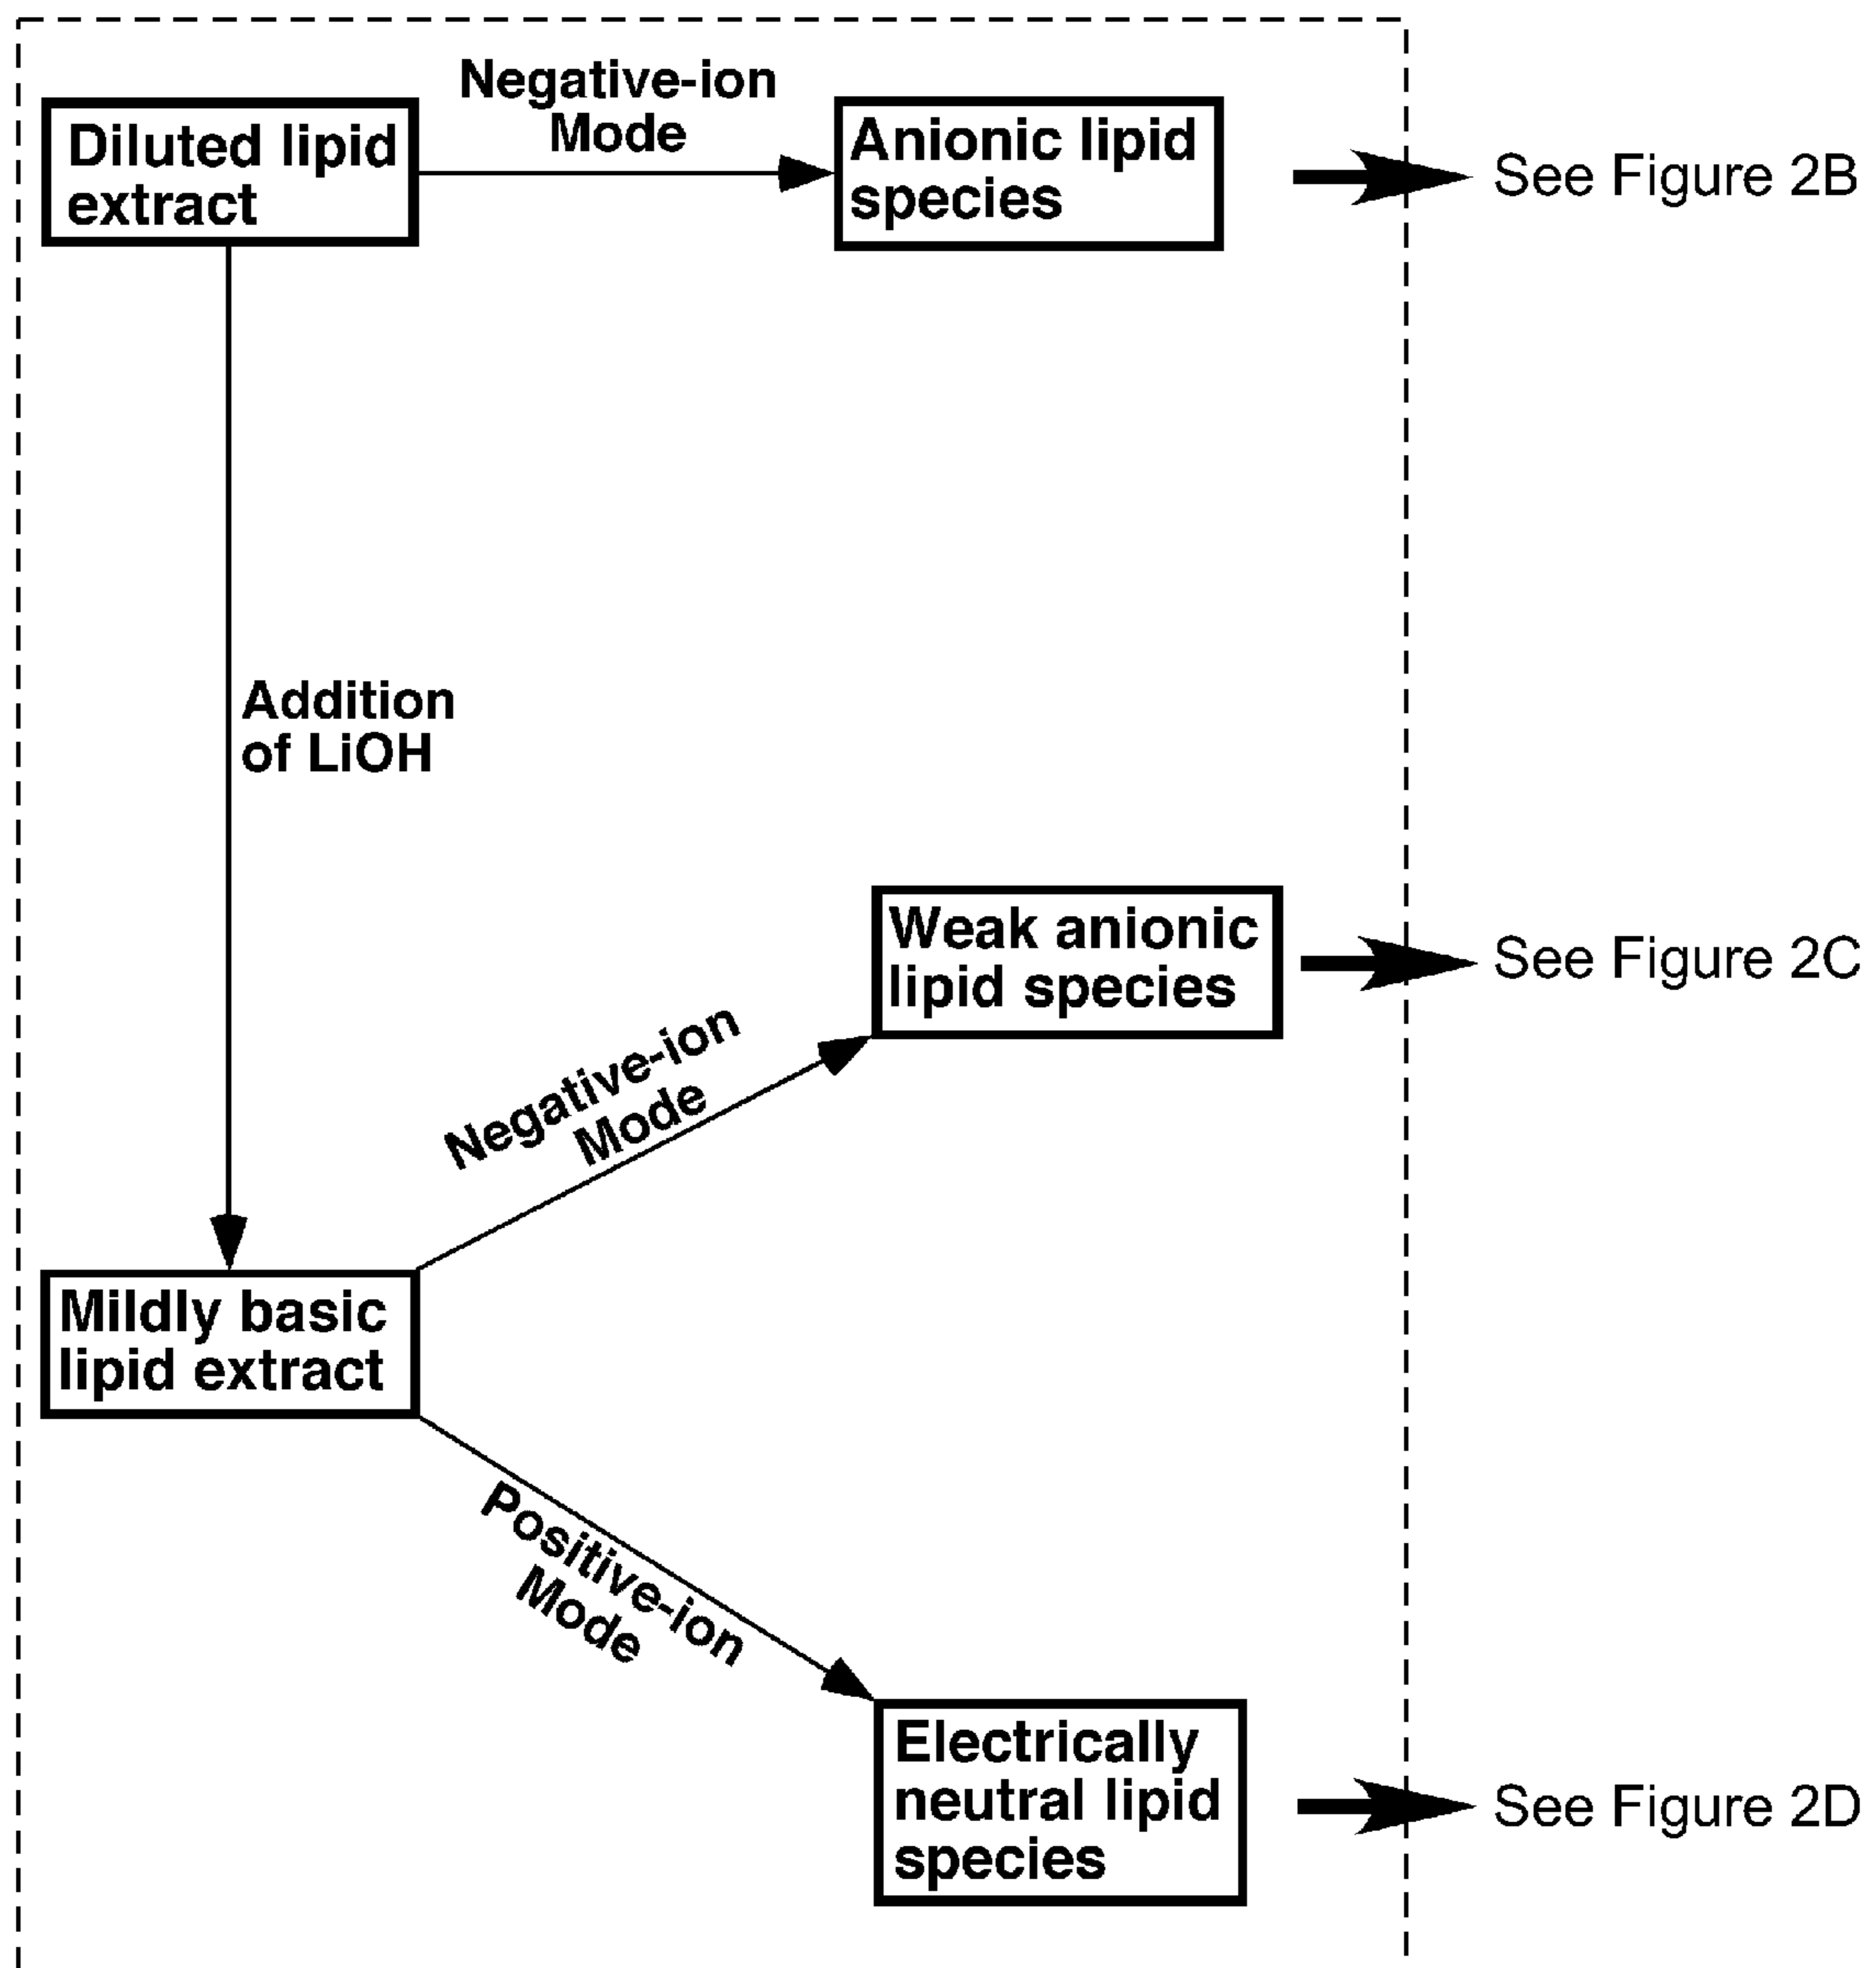 Negative-ion
Mode
Diluted lipid
extract
Anionic lipid
species
See Figure 2B
Addition
of LiOH
Weak anionic
lipid species
See Figure 2C
Negative-ion
Mode
Mildly basic
lipid extract
Positive-ion
Mode
Electrically
neutral lipid
species
See Figure 2D